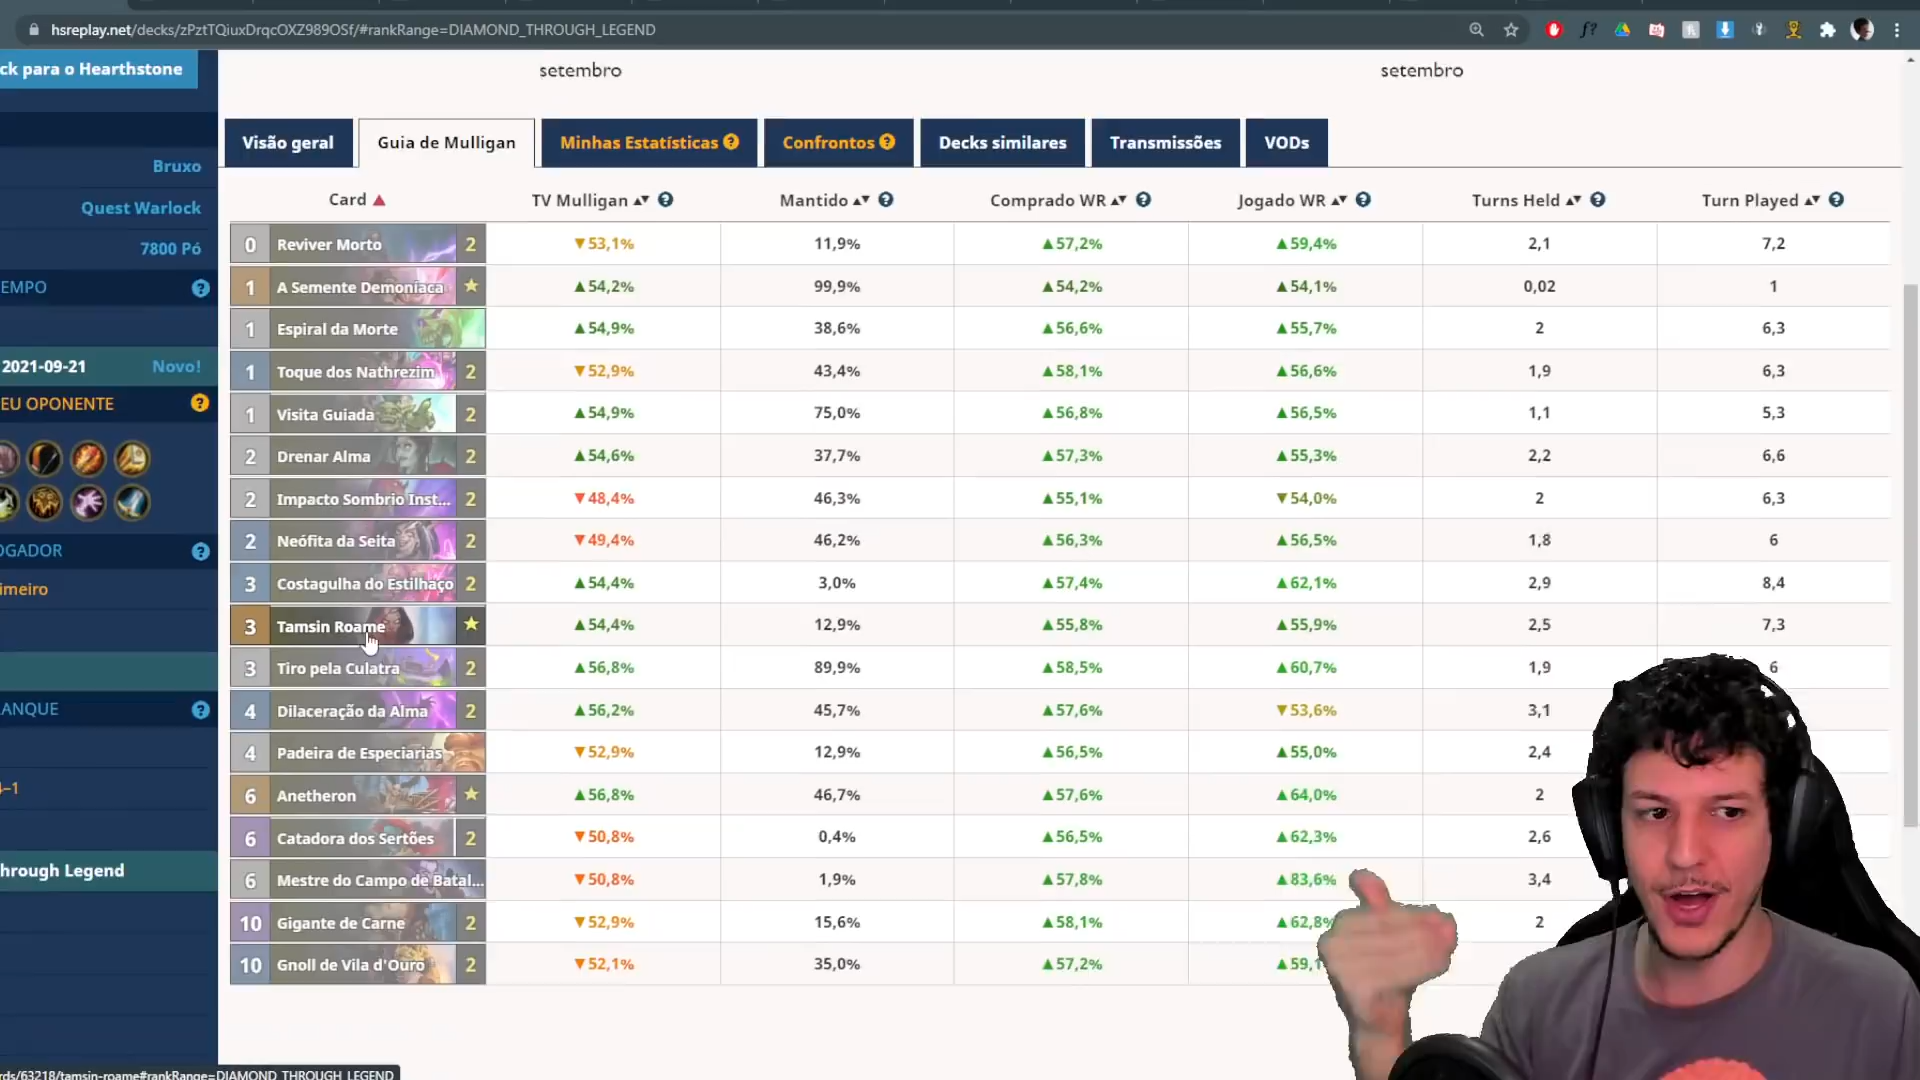 hsreplay.net/decks/zPztTQiuxDrqcOXZ989OSf/#rankRange=DIAMOND_THROUGH_LEGEND
ck para o Hearthstone
setembro
setembro
Visão geral
Guia de Mulligan
Minhas Estatísticas
Confrontos
Decks similares
Transmissões
VODs
Bruxo
Quest Warlock
7800 Pó
EMPO
2021-09-21 Novo!
EU OPONENTE
OGADOR
imeiro
ANQUE
4–1
hrough Legend
Card TV Mulligan Mantido Comprado WR Jogado WR Turns Held Turn Played
0 Reviver Morto 2 ▼53,1% 11,9% ▲57,2% ▲59,4% 2,1 7,2
1 A Semente Demoníaca ★ ▲54,2% 99,9% ▲54,2% ▲54,1% 0,02 1
1 Espiral da Morte ▲54,9% 38,6% ▲56,6% ▲55,7% 2 6,3
1 Toque dos Nathrezim 2 ▼52,9% 43,4% ▲58,1% ▲56,6% 1,9 6,3
1 Visita Guiada 2 ▲54,9% 75,0% ▲56,8% ▲56,5% 1,1 5,3
2 Drenar Alma 2 ▲54,6% 37,7% ▲57,3% ▲55,3% 2,2 6,6
2 Impacto Sombrio Inst... 2 ▼48,4% 46,3% ▲55,1% ▼54,0% 2 6,3
2 Neófita da Seita 2 ▼49,4% 46,2% ▲56,3% ▲56,5% 1,8 6
3 Costagulha do Estilhaço 2 ▲54,4% 3,0% ▲57,4% ▲62,1% 2,9 8,4
3 Tamsin Roame ★ ▲54,4% 12,9% ▲55,8% ▲55,9% 2,5 7,3
3 Tiro pela Culatra 2 ▲56,8% 89,9% ▲58,5% ▲60,7% 1,9 6
4 Dilaceração da Alma 2 ▲56,2% 45,7% ▲57,6% ▼53,6% 3,1
4 Padeira de Especiarias ▼52,9% 12,9% ▲56,5% ▲55,0% 2,4
6 Anetheron ★ ▲56,8% 46,7% ▲57,6% ▲64,0% 2
6 Catadora dos Sertões 2 ▼50,8% 0,4% ▲56,5% ▲62,3% 2,6
6 Mestre do Campo de Batal... ▼50,8% 1,9% ▲57,8% ▲83,6% 3,4
10 Gigante de Carne 2 ▼52,9% 15,6% ▲58,1% ▲62,8% 2
10 Gnoll de Vila d'Ouro 2 ▼52,1% 35,0% ▲57,2% ▲59,
rds/63218/tamsin-roame#rankRange=DIAMOND_THROUGH_LEGEND